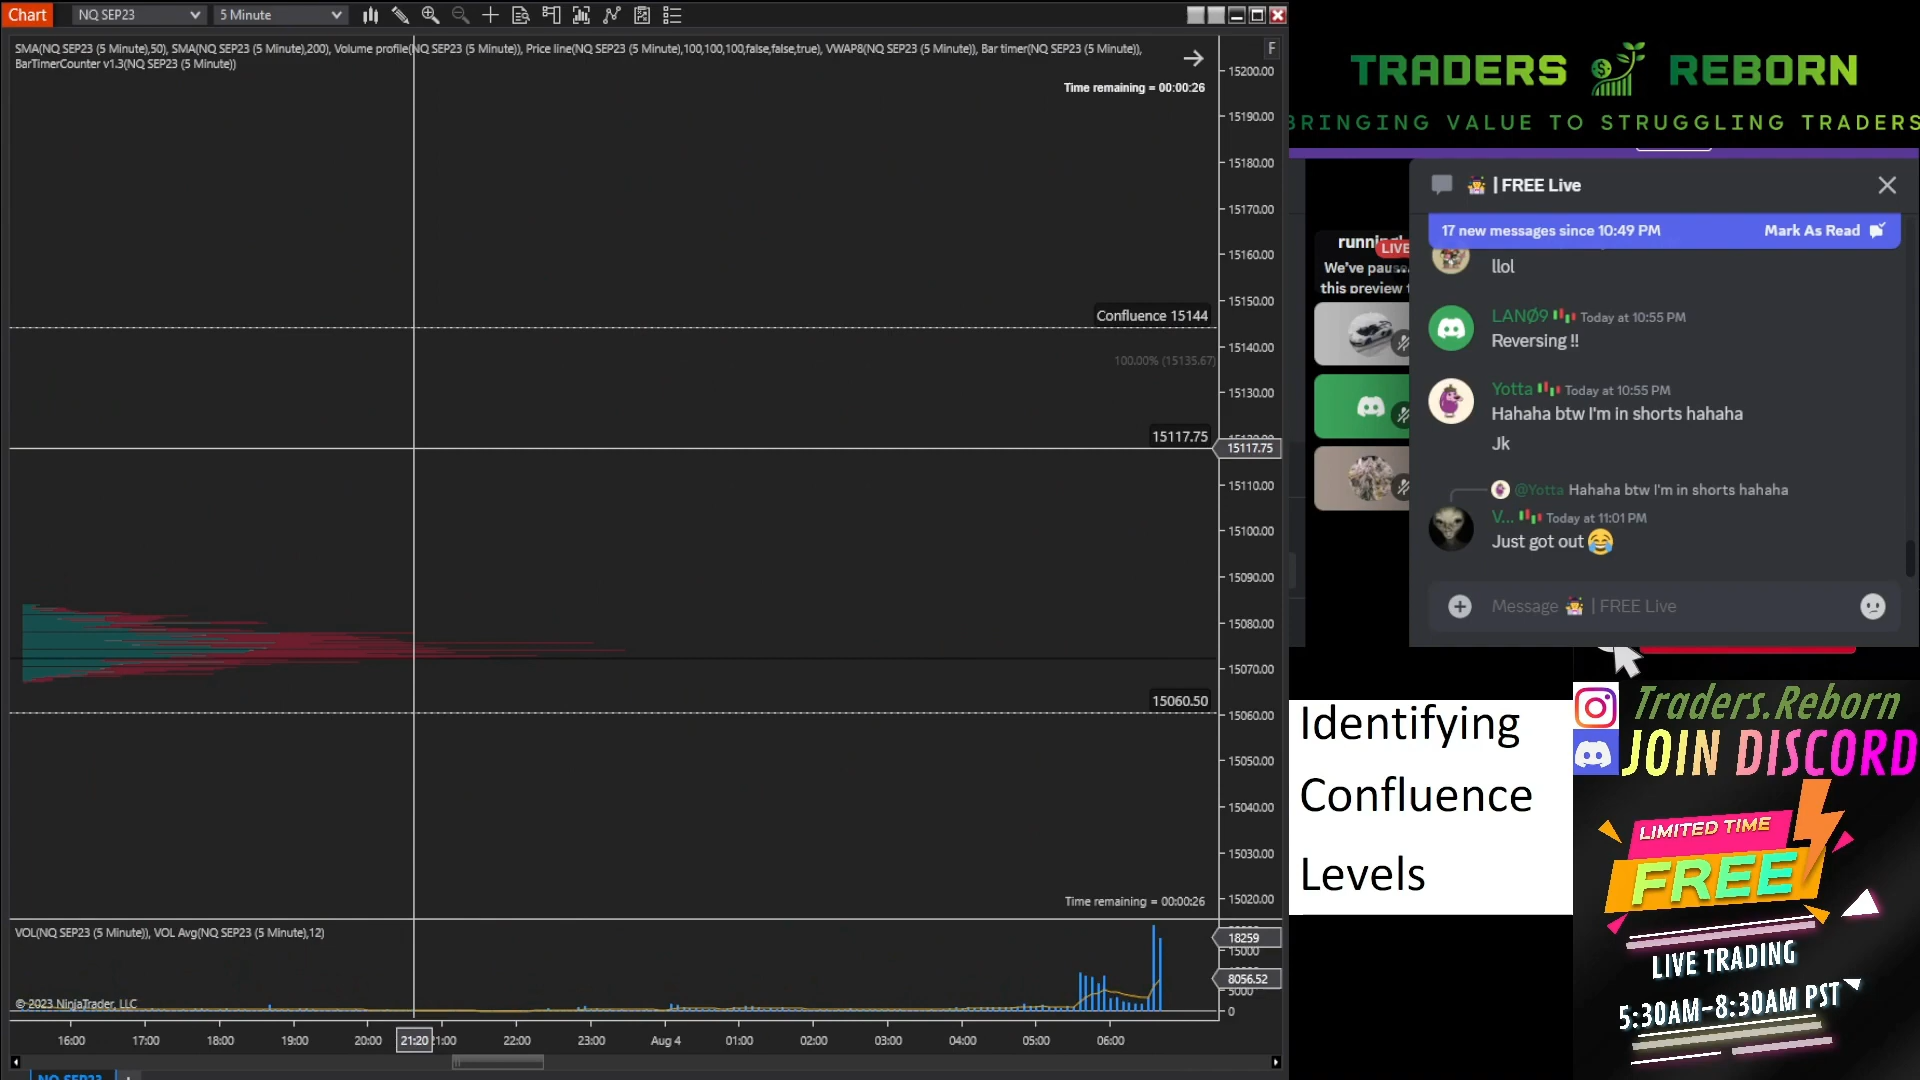 Chart
NQ SEP23
5 Minute
SMA(NQ SEP23 (5 Minute),50), SMA(NQ SEP23 (5 Minute),200), Volume profile(NQ SEP23 (5 Minute)), Price line(NQ SEP23 (5 Minute),100,100,100,false,false,true), VWAP8(NQ SEP23 (5 Minute)), Bar timer(NQ SEP23 (5 Minute)),
BarTimerCounter v1.3(NQ SEP23 (5 Minute))
F
Time remaining = 00:00:26
15200.00
15190.00
15180.00
15170.00
15160.00
15150.00
Confluence 15144
15140.00
100.00% (15135.67)
15130.00
15117.75
15117.75
15110.00
15100.00
15090.00
15080.00
15070.00
15060.50
15060.00
15050.00
15040.00
15030.00
15020.00
Time remaining = 00:00:26
VOL(NQ SEP23 (5 Minute)), VOL Avg(NQ SEP23 (5 Minute),12)
18259
15000
8056.52
5000
0
© 2023 NinjaTrader, LLC
16:00
17:00
18:00
19:00
20:00
21:20
21:00
22:00
23:00
Aug 4
01:00
02:00
03:00
04:00
05:00
06:00
NQ SEP23
TRADERS REBORN
BRINGING VALUE TO STRUGGLING TRADERS
| FREE Live
17 new messages since 10:49 PM
Mark As Read
LIVE
We've paus...
this preview
llol
LANØ9 Today at 10:55 PM
Reversing !!
Yotta Today at 10:55 PM
Hahaha btw I'm in shorts hahaha
Jk
@Yotta Hahaha btw I'm in shorts hahaha
V... Today at 11:01 PM
Just got out 😂
Message | FREE Live
Identifying
Confluence
Levels
Traders.Reborn
JOIN DISCORD
LIMITED TIME
FREE
LIVE TRADING
5:30AM-8:30AM PST